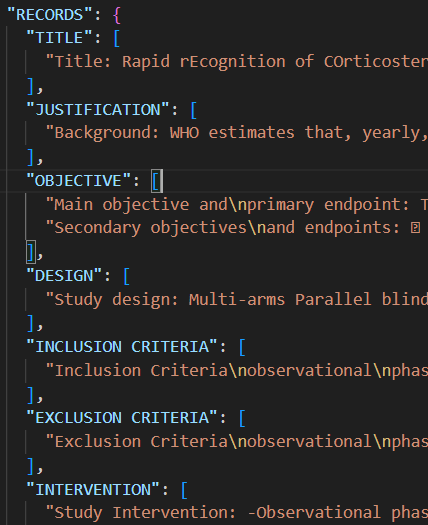 "RECORDS": {
"TITLE": [
"Title: Rapid rEcognition of COrticoster
],
"JUSTIFICATION": [
"Background: WHO estimates that, yearly,
],
"OBJECTIVE": [
"Main objective and\nprimary endpoint: T
"Secondary objectives\nand endpoints:
],
"DESIGN": [
"Study design: Multi-arms Parallel blind
],
"INCLUSION CRITERIA": [
"Inclusion Criteria\nobservational\nphas
],
"EXCLUSION CRITERIA": [
"Exclusion Criteria\nobservational\nphas
],
"INTERVENTION": [
"Study Intervention: -Observational phas